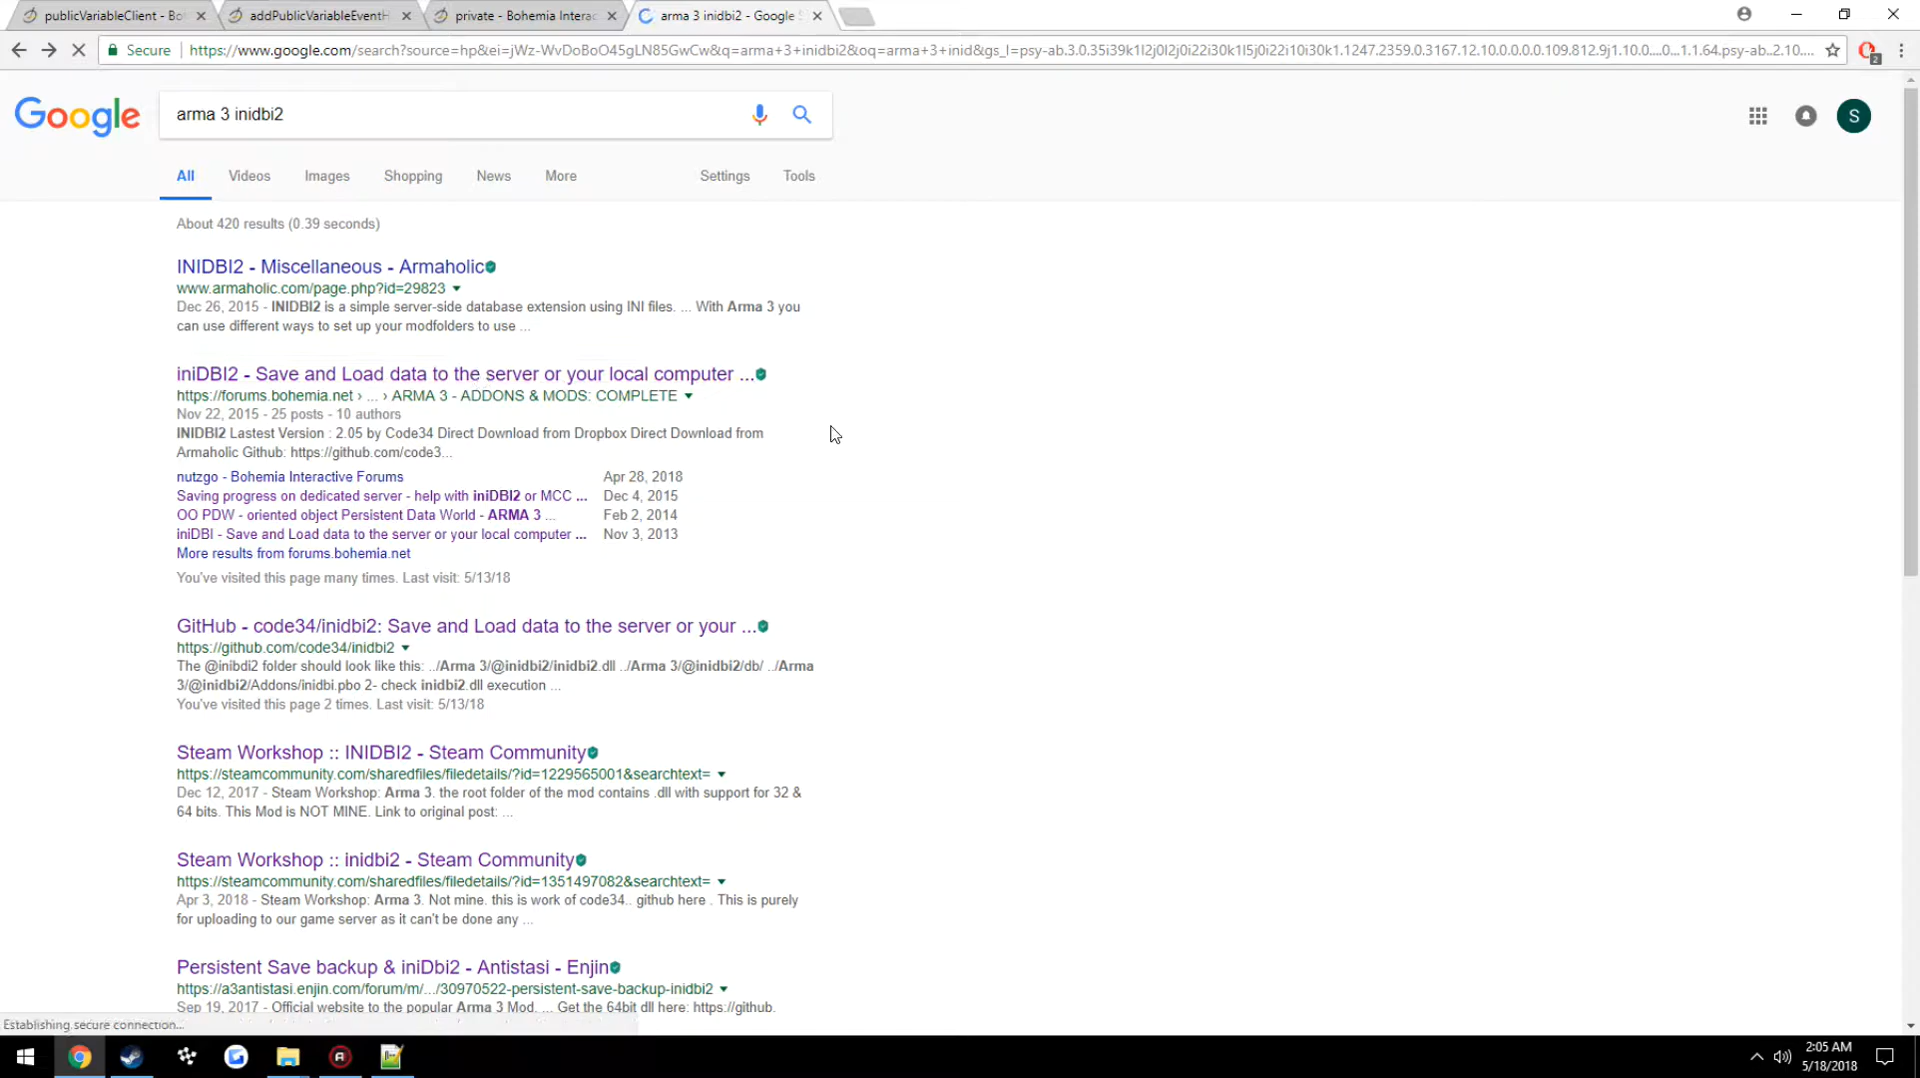 publicVariableClient - Bo
addPublicVariableEventH
private - Bohemia Interac
arma 3 inidbi2 - Google S
Secure
https://www.google.com/search?source=hp&ei=jWz-WvDoBoO45gLN85GwCw&q=arma+3+inidbi2&oq=arma+3+inid&gs_l=psy-ab.3.0.35i39k1l2j0l2j0i22i30k1l5j0i22i10i30k1.1247.2359.0.3167.12.10.0.0.0.0.109.812.9j1.10.0....0...1.1.64.psy-ab..2.10....
2
Google
arma 3 inidbi2
S
All
Videos
Images
Shopping
News
More
Settings
Tools
About 420 results (0.39 seconds)
INIDBI2 - Miscellaneous - Armaholic
www.armaholic.com/page.php?id=29823
Dec 26, 2015 - INIDBI2 is a simple server-side database extension using INI files. ... With Arma 3 you
can use different ways to set up your modfolders to use ...
iniDBI2 - Save and Load data to the server or your local computer ...
https://forums.bohemia.net › ... › ARMA 3 - ADDONS & MODS: COMPLETE
Nov 22, 2015 - 25 posts - 10 authors
INIDBI2 Lastest Version : 2.05 by Code34 Direct Download from Dropbox Direct Download from
Armaholic Github: https://github.com/code3...
nutzgo - Bohemia Interactive Forums Apr 28, 2018
Saving progress on dedicated server - help with iniDBI2 or MCC ... Dec 4, 2015
OO PDW - oriented object Persistent Data World - ARMA 3 ... Feb 2, 2014
iniDBI - Save and Load data to the server or your local computer ... Nov 3, 2013
More results from forums.bohemia.net
You've visited this page many times. Last visit: 5/13/18
GitHub - code34/inidbi2: Save and Load data to the server or your ...
https://github.com/code34/inidbi2
The @inibdi2 folder should look like this: ../Arma 3/@inidbi2/inidbi2.dll ../Arma 3/@inidbi2/db/ ../Arma
3/@inidbi2/Addons/inidbi.pbo 2- check inidbi2.dll execution ...
You've visited this page 2 times. Last visit: 5/13/18
Steam Workshop :: INIDBI2 - Steam Community
https://steamcommunity.com/sharedfiles/filedetails/?id=1229565001&searchtext=
Dec 12, 2017 - Steam Workshop: Arma 3. the root folder of the mod contains .dll with support for 32 &
64 bits. This Mod is NOT MINE. Link to original post: ...
Steam Workshop :: inidbi2 - Steam Community
https://steamcommunity.com/sharedfiles/filedetails/?id=1351497082&searchtext=
Apr 3, 2018 - Steam Workshop: Arma 3. Not mine. this is work of code34.. github here . This is purely
for uploading to our game server as it can't be done any ...
Persistent Save backup & iniDbi2 - Antistasi - Enjin
https://a3antistasi.enjin.com/forum/m/.../30970522-persistent-save-backup-inidbi2
Sep 19, 2017 - Official website to the popular Arma 3 Mod. ... Get the 64bit dll here: https://github.
Establishing secure connection...
2:05 AM
5/18/2018